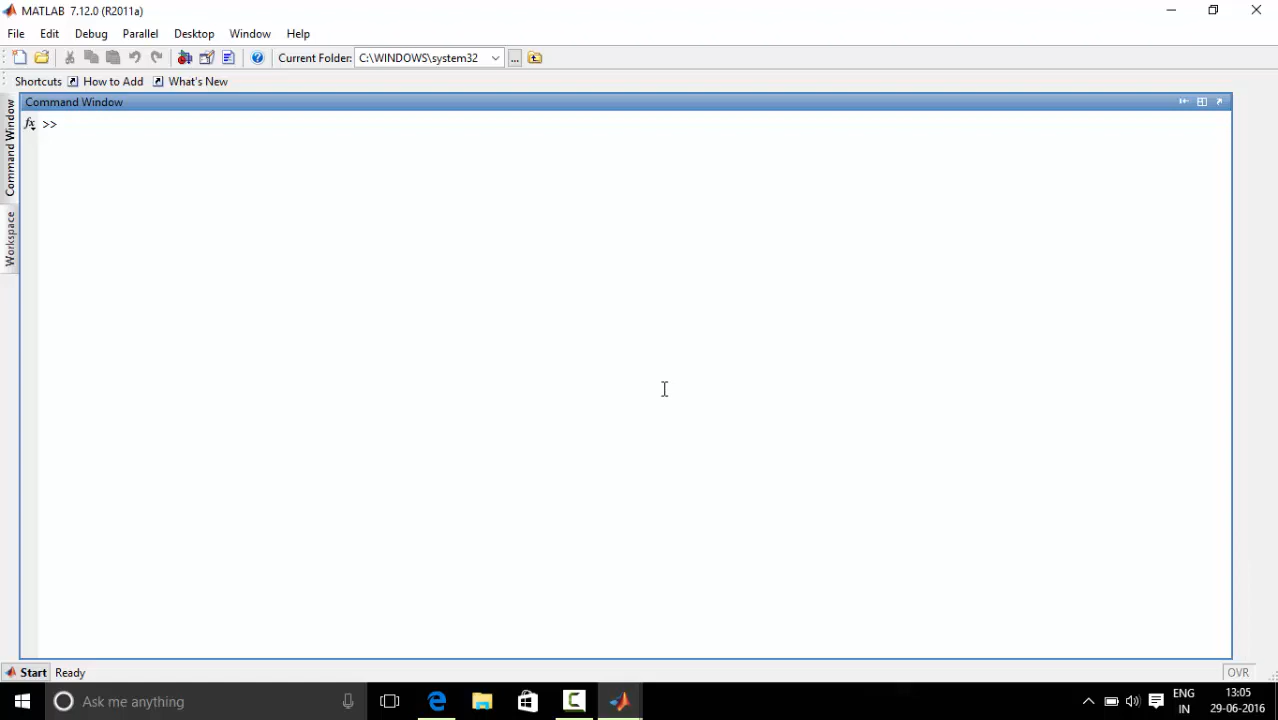 MATLAB 7.12.0 (R2011a)
File Edit Debug Parallel Desktop Window Help
Current Folder: C:\WINDOWS\system32 ...
Shortcuts How to Add What's New
Command Window
Command Window
Workspace
fx >>
Start Ready
OVR
Ask me anything
ENG
IN
13:05
29-06-2016